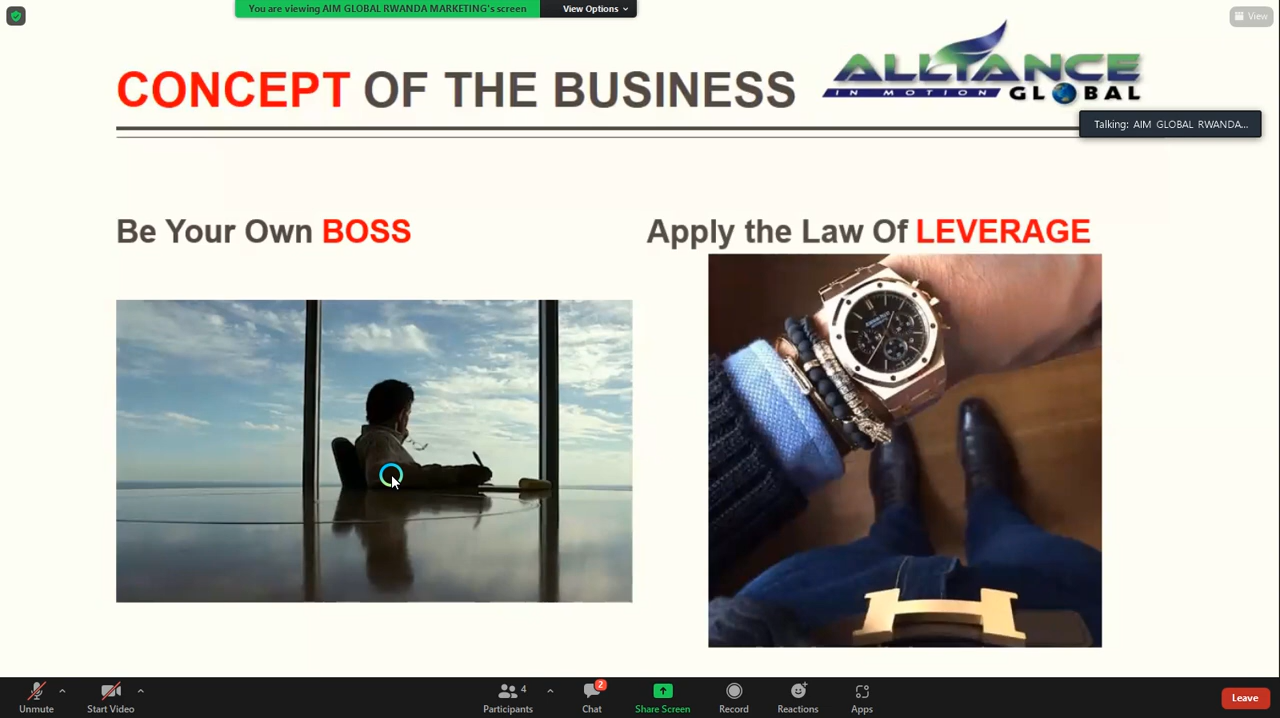 You are viewing AIM GLOBAL RWANDA MARKETING's screen
View Options
View
CONCEPT OF THE BUSINESS
ALLIANCE
IN MOTION GLOBAL
Talking: AIM GLOBAL RWANDA...
Be Your Own BOSS
Apply the Law Of LEVERAGE
Unmute
Start Video
Participants
4
Chat
2
Share Screen
Record
Reactions
Apps
Leave